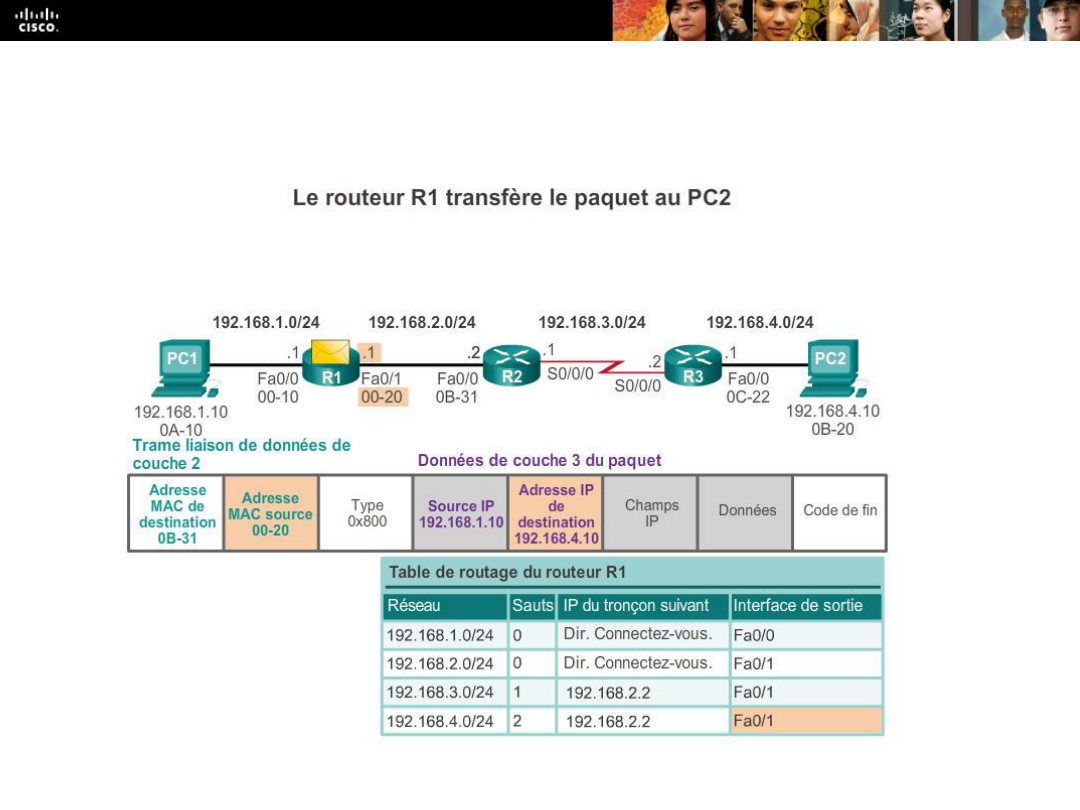 CISCO.
Le routeur R1 transfère le paquet au PC2
192.168.1.0/24 192.168.2.0/24 192.168.3.0/24 192.168.4.0/24
PC1 .1 .1 .2 .1 .2 .1 PC2
R1 R2 R3
Fa0/0 Fa0/1 Fa0/0 S0/0/0 S0/0/0 Fa0/0
00-10 00-20 0B-31 0C-22
192.168.1.10 192.168.4.10
0A-10 0B-20
Trame liaison de données de
couche 2
Données de couche 3 du paquet
Adresse
MAC de
destination
0B-31
Adresse
MAC source
00-20
Type
0x800
Source IP
192.168.1.10
Adresse IP
de
destination
192.168.4.10
Champs
IP
Données
Code de fin
Table de routage du routeur R1
Réseau Sauts IP du tronçon suivant Interface de sortie
192.168.1.0/24 0 Dir. Connectez-vous. Fa0/0
192.168.2.0/24 0 Dir. Connectez-vous. Fa0/1
192.168.3.0/24 1 192.168.2.2 Fa0/1
192.168.4.0/24 2 192.168.2.2 Fa0/1